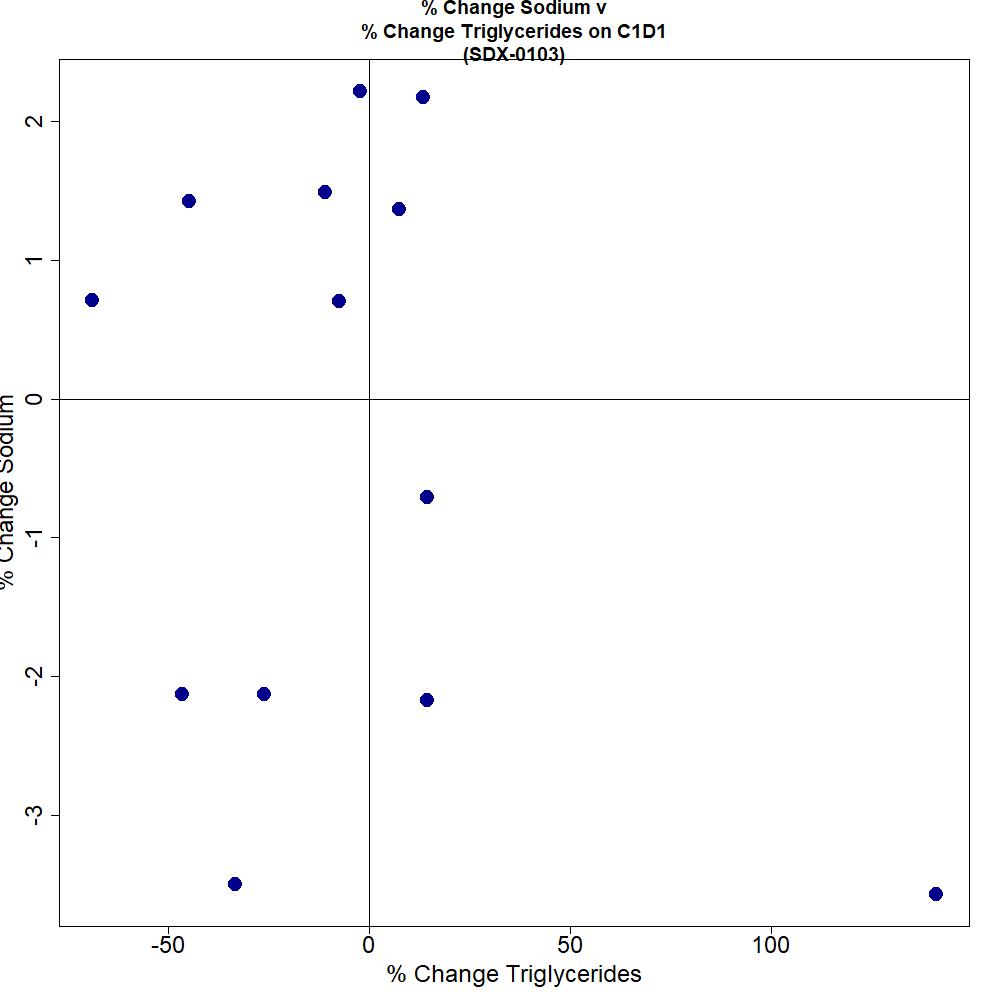 % Change Sodium v
% Change Triglycerides on C1D1
(SDX-0103)
2
1
0
-1
-2
-3
% Change Sodium
-50 0 50 100
% Change Triglycerides